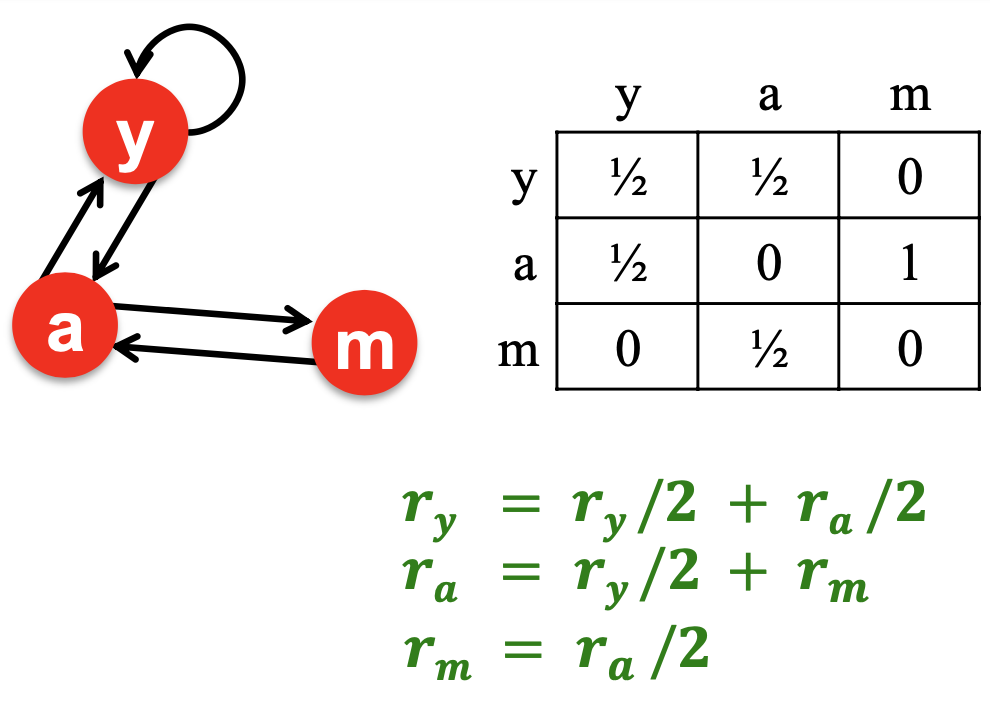 y
a
m
y a m
y ½ ½ 0
a ½ 0 1
m 0 ½ 0
r_y = r_y/2 + r_a/2
r_a = r_y/2 + r_m
r_m = r_a/2